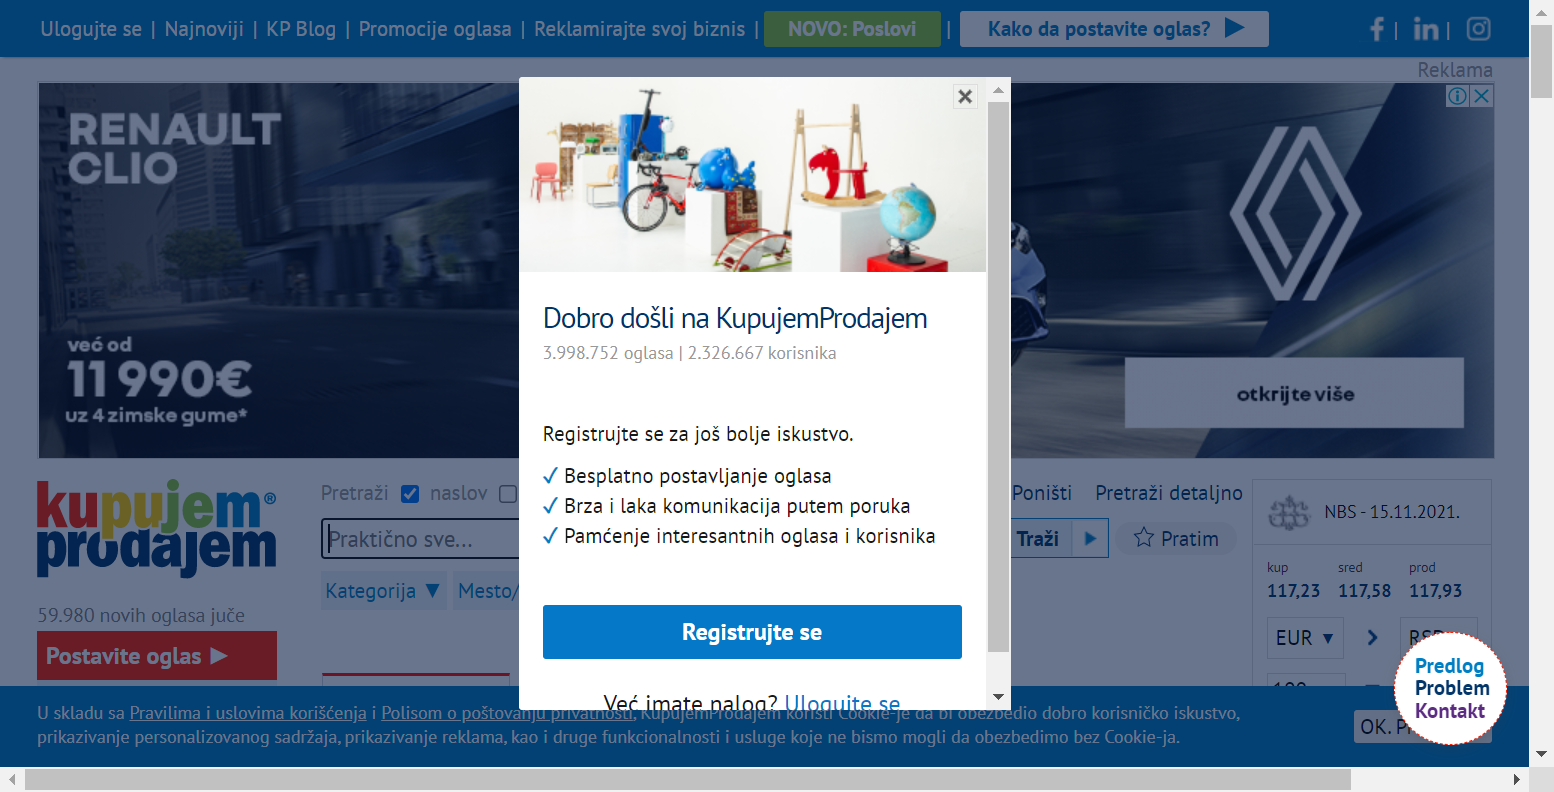 Ulogujte se | Najnoviji | KP Blog | Promocije oglasa | Reklamirajte svoj biznis | NOVO: Poslovi | Kako da postavite oglas?
Reklama
RENAULT
CLIO
već od
11 990€
uz 4 zimske gume*
otkrijte više
Dobro došli na KupujemProdajem
3.998.752 oglasa | 2.326.667 korisnika
Registrujte se za još bolje iskustvo.
✓ Besplatno postavljanje oglasa
✓ Brza i laka komunikacija putem poruka
✓ Pamćenje interesantnih oglasa i korisnika
Registrujte se
Već imate nalog? Ulogujte se
kupujem®
prodajem
59.980 novih oglasa juče
Postavite oglas
Pretraži naslov
Poništi Pretraži detaljno
Praktično sve...
Traži
Pratim
Kategorija ▼ Mesto/
NBS - 15.11.2021.
kup sred prod
117,23 117,58 117,93
EUR ▼
Predlog
Problem
Kontakt
U skladu sa Pravilima i uslovima korišćenja i Polisom o poštovanju privatnosti, KupujemProdajem koristi Cookie-je da bi obezbedio dobro korisničko iskustvo,
prikazivanje personalizovanog sadržaja, prikazivanje reklama, kao i druge funkcionalnosti i usluge koje ne bismo mogli da obezbedimo bez Cookie-ja.
OK.